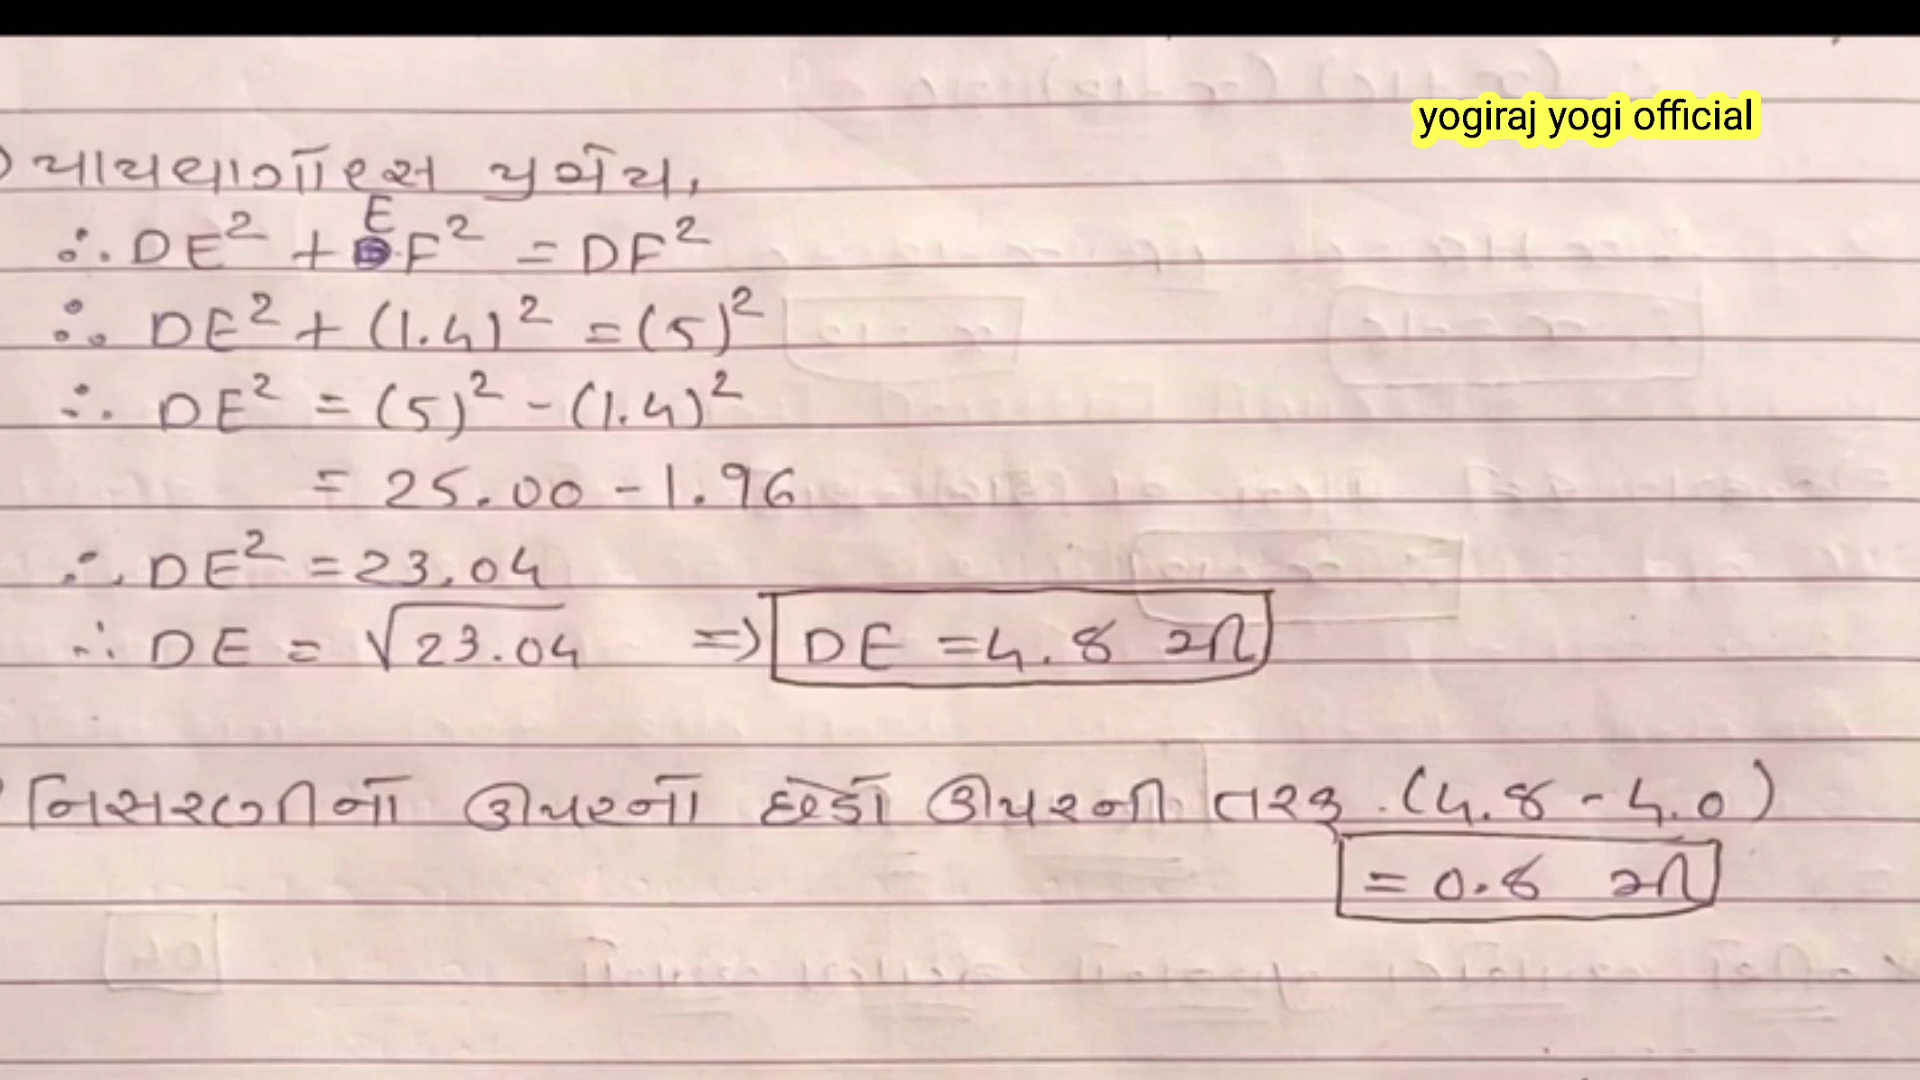 yogiraj yogi official
પાયથાગોરસ પ્રમેય,
∴ DE² + EF² = DF²
∴ DE² + (1.4)² = (5)²
∴ DE² = (5)² - (1.4)²
= 25.00 - 1.96
∴ DE² = 23.04
∴ DE = √23.04 => DE = 4.8 મી
નિસરણીનો ઊપરનો છેડો ઊપરની તરફ (4.8 - 4.0)
= 0.8 મી